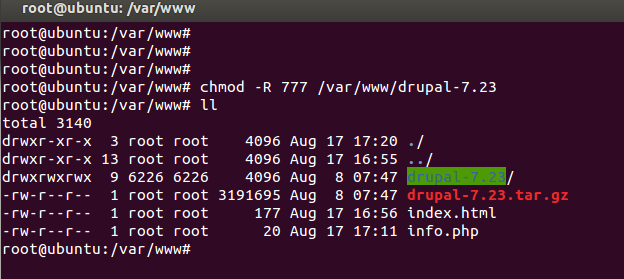 root@ubuntu: /var/www
root@ubuntu:/var/www#
root@ubuntu:/var/www#
root@ubuntu:/var/www#
root@ubuntu:/var/www# chmod -R 777 /var/www/drupal-7.23
root@ubuntu:/var/www# ll
total 3140
drwxr-xr-x  3 root root    4096 Aug 17 17:20 ./
drwxr-xr-x 13 root root    4096 Aug 17 16:55 ../
drwxrwxrwx  9 6226 6226    4096 Aug  8 07:47 drupal-7.23/
-rw-r--r--  1 root root 3191695 Aug  8 07:47 drupal-7.23.tar.gz
-rw-r--r--  1 root root     177 Aug 17 16:56 index.html
-rw-r--r--  1 root root      20 Aug 17 17:11 info.php
root@ubuntu:/var/www#